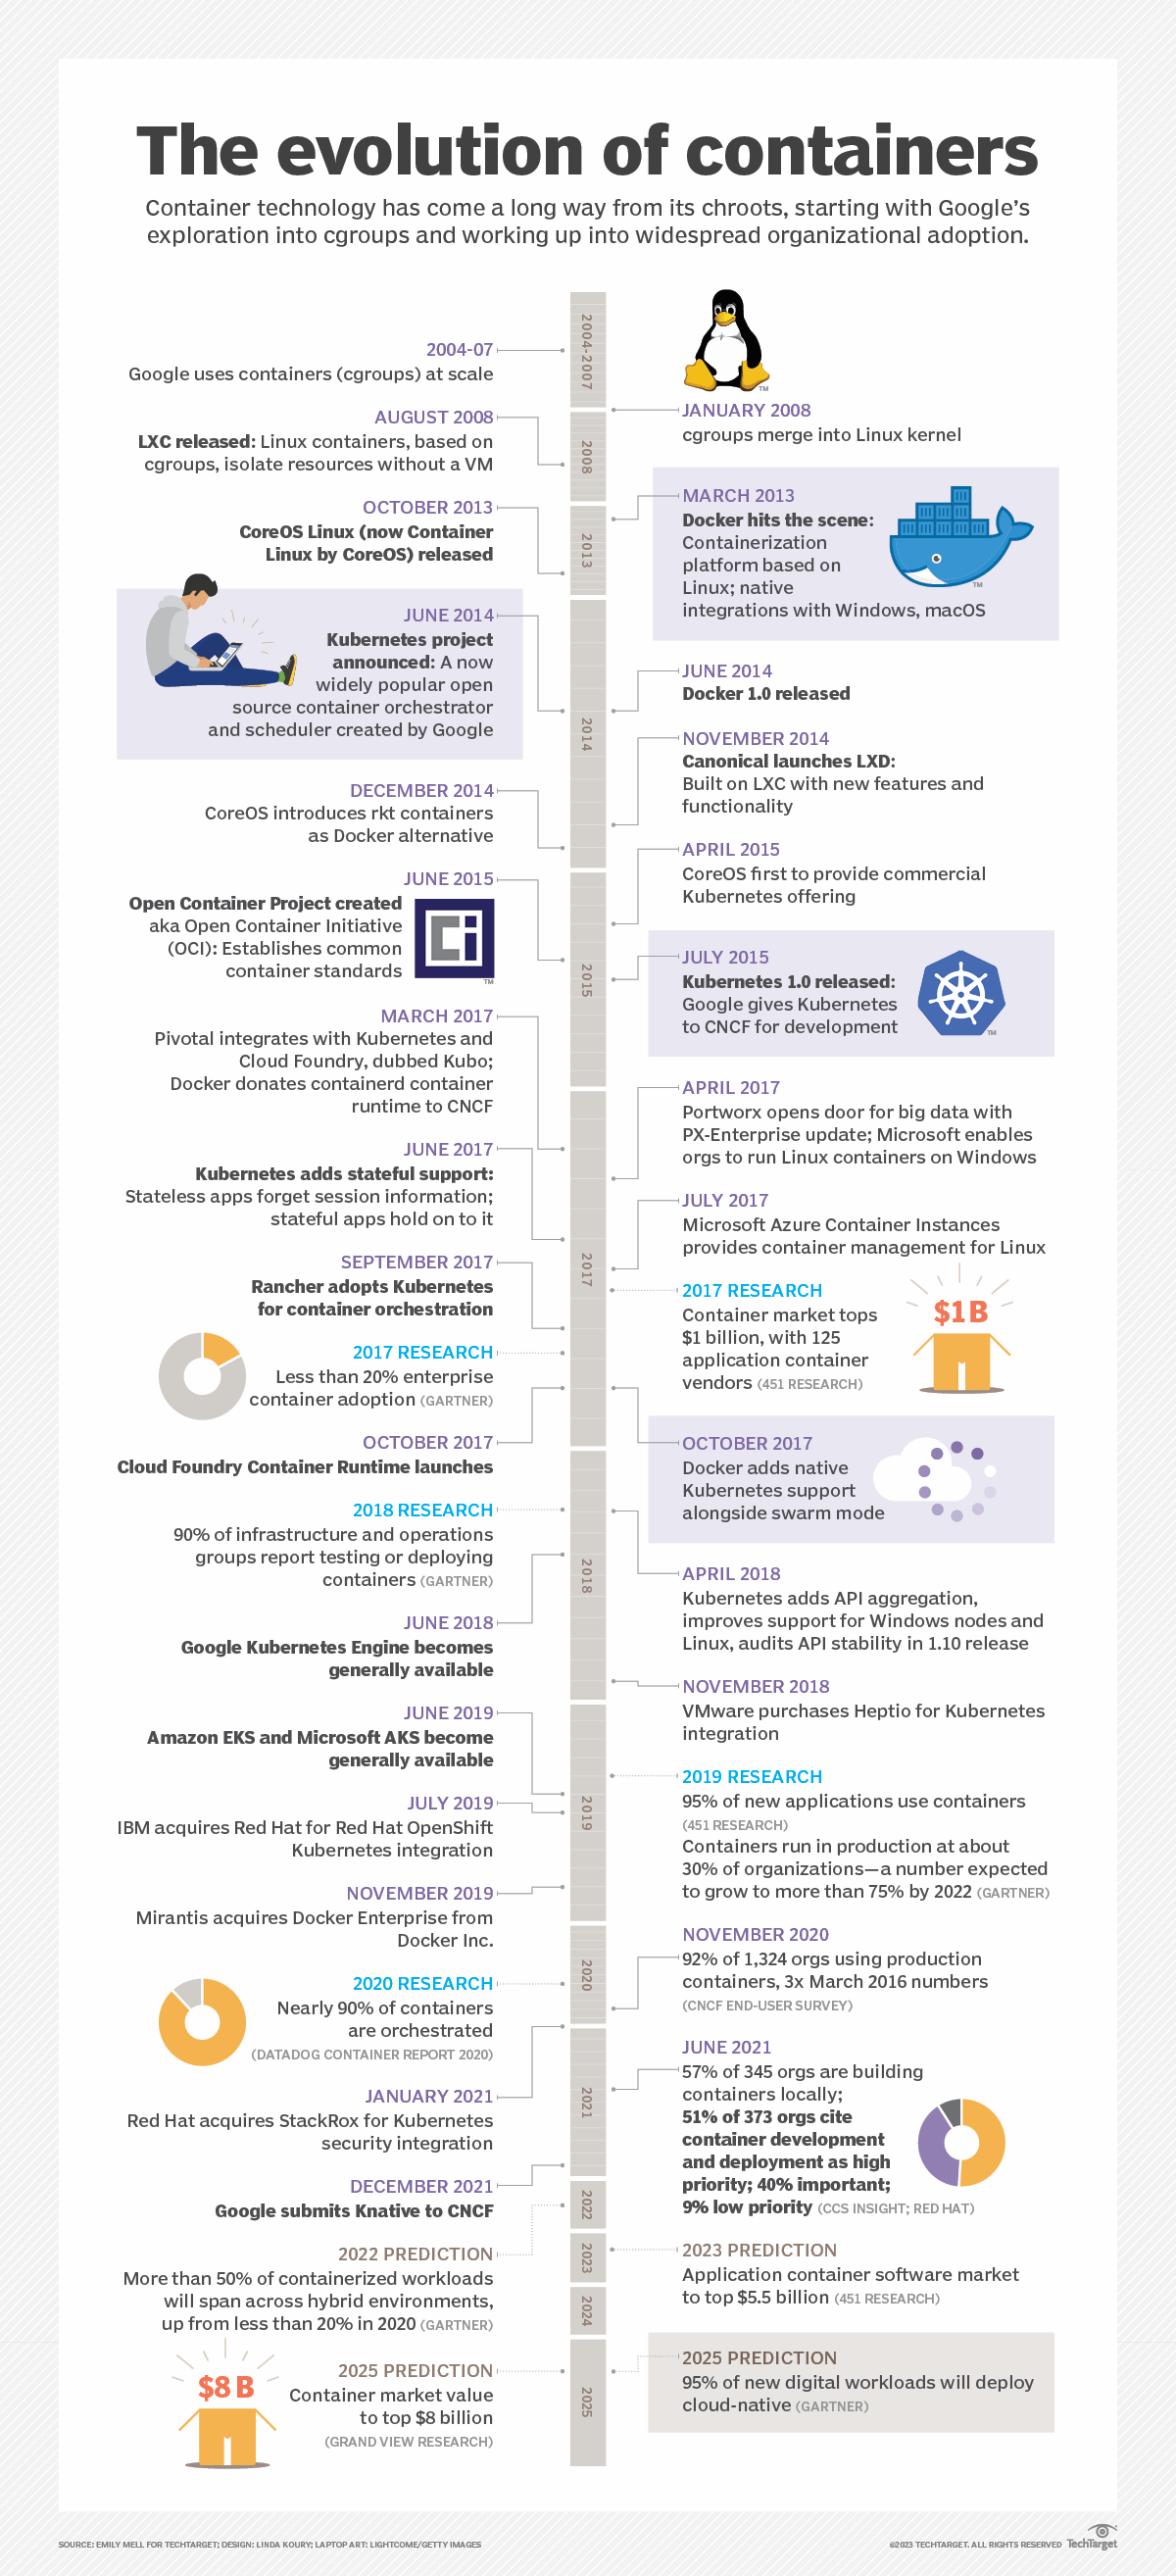 The evolution of containers
Container technology has come a long way from its chroots, starting with Google's
exploration into cgroups and working up into widespread organizational adoption.
2004-2007
2004-07
Google uses containers (cgroups) at scale
JANUARY 2008
cgroups merge into Linux kernel
TM
AUGUST 2008
LXC released: Linux containers, based on
cgroups, isolate resources without a VM
2008
MARCH 2013
Docker hits the scene:
Containerization
platform based on
Linux; native
integrations with Windows, macOS
TM
OCTOBER 2013
CoreOS Linux (now Container
Linux by CoreOS) released
2013
JUNE 2014
Kubernetes project
announced: A now
widely popular open
source container orchestrator
and scheduler created by Google
JUNE 2014
Docker 1.0 released
2014
NOVEMBER 2014
Canonical launches LXD:
Built on LXC with new features and
functionality
DECEMBER 2014
CoreOS introduces rkt containers
as Docker alternative
APRIL 2015
CoreOS first to provide commercial
Kubernetes offering
JUNE 2015
Open Container Project created
aka Open Container Initiative
(OCI): Establishes common
container standards
TM
2015
JULY 2015
Kubernetes 1.0 released:
Google gives Kubernetes
to CNCF for development
TM
MARCH 2017
Pivotal integrates with Kubernetes and
Cloud Foundry, dubbed Kubo;
Docker donates containerd container
runtime to CNCF
APRIL 2017
Portworx opens door for big data with
PX-Enterprise update; Microsoft enables
orgs to run Linux containers on Windows
JUNE 2017
Kubernetes adds stateful support:
Stateless apps forget session information;
stateful apps hold on to it
JULY 2017
Microsoft Azure Container Instances
provides container management for Linux
2017
SEPTEMBER 2017
Rancher adopts Kubernetes
for container orchestration
2017 RESEARCH
Container market tops
$1 billion, with 125
application container
vendors (451 RESEARCH)
$1 B
2017 RESEARCH
Less than 20% enterprise
container adoption (GARTNER)
OCTOBER 2017
Cloud Foundry Container Runtime launches
OCTOBER 2017
Docker adds native
Kubernetes support
alongside swarm mode
2018 RESEARCH
90% of infrastructure and operations
groups report testing or deploying
containers (GARTNER)
2018
APRIL 2018
Kubernetes adds API aggregation,
improves support for Windows nodes and
Linux, audits API stability in 1.10 release
JUNE 2018
Google Kubernetes Engine becomes
generally available
NOVEMBER 2018
VMware purchases Heptio for Kubernetes
integration
JUNE 2019
Amazon EKS and Microsoft AKS become
generally available
2019 RESEARCH
95% of new applications use containers
(451 RESEARCH)
Containers run in production at about
30% of organizations—a number expected
to grow to more than 75% by 2022 (GARTNER)
2019
JULY 2019
IBM acquires Red Hat for Red Hat OpenShift
Kubernetes integration
NOVEMBER 2019
Mirantis acquires Docker Enterprise from
Docker Inc.
NOVEMBER 2020
92% of 1,324 orgs using production
containers, 3x March 2016 numbers
(CNCF END-USER SURVEY)
2020
2020 RESEARCH
Nearly 90% of containers
are orchestrated
(DATADOG CONTAINER REPORT 2020)
JUNE 2021
57% of 345 orgs are building
containers locally;
51% of 373 orgs cite
container development
and deployment as high
priority; 40% important;
9% low priority (CCS INSIGHT; RED HAT)
2021
JANUARY 2021
Red Hat acquires StackRox for Kubernetes
security integration
DECEMBER 2021
Google submits Knative to CNCF
2022
2022 PREDICTION
More than 50% of containerized workloads
will span across hybrid environments,
up from less than 20% in 2020 (GARTNER)
2023
2023 PREDICTION
Application container software market
to top $5.5 billion (451 RESEARCH)
2024
2025 PREDICTION
Container market value
to top $8 billion
(GRAND VIEW RESEARCH)
$8 B
2025
2025 PREDICTION
95% of new digital workloads will deploy
cloud-native (GARTNER)
SOURCE: EMILY MELL FOR TECHTARGET; DESIGN: LINDA KOURY; LAPTOP ART: LIGHTCOME/GETTY IMAGES
©2023 TECHTARGET. ALL RIGHTS RESERVED TechTarget